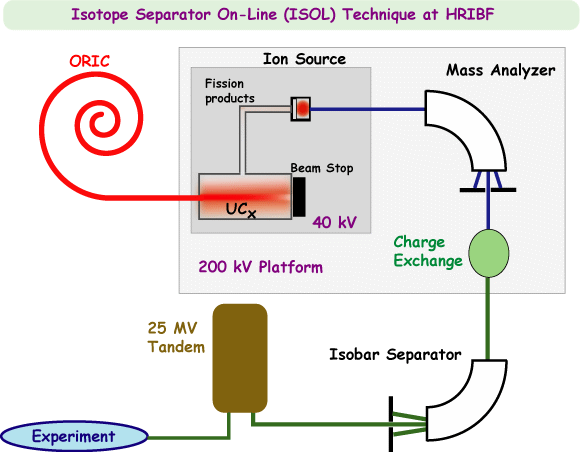 Isotope Separator On-Line (ISOL) Technique at HRIBF
ORIC
Ion Source
Mass Analyzer
Fission
products
Beam Stop
UCx
40 kV
200 kV Platform
Charge
Exchange
25 MV
Tandem
Isobar Separator
Experiment